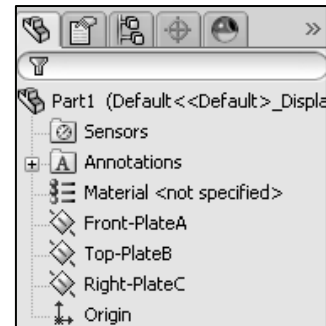 »
Part1 (Default<<Default>_Displa
Sensors
A Annotations
Material <not specified>
Front-PlateA
Top-PlateB
Right-PlateC
Origin